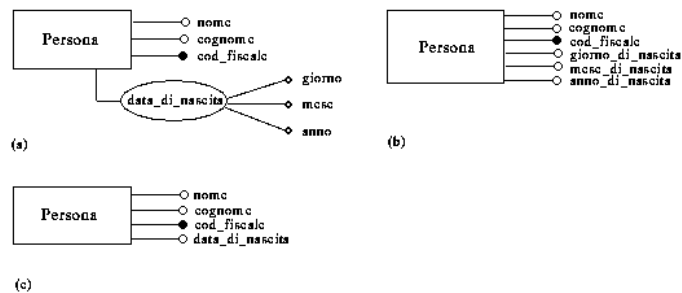 Persona
nome
cognome
cod_fiscale
data_di_nascita
giorno
mese
anno
(a)
Persona
nome
cognome
cod_fiscale
giorno_di_nascita
mese_di_nascita
anno_di_nascita
(b)
Persona
nome
cognome
cod_fiscale
data_di_nascita
(c)